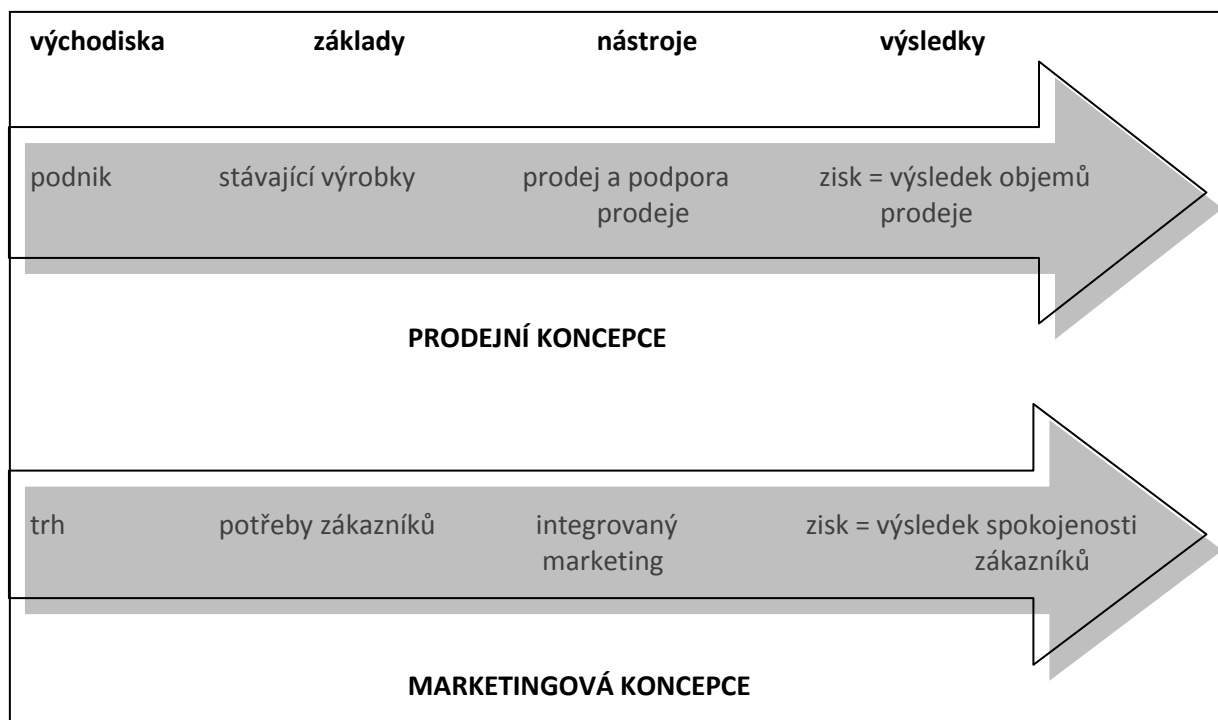 východiska základy nástroje výsledky
podnik stávající výrobky prodej a podpora zisk = výsledek objemů
prodeje prodeje
PRODEJNÍ KONCEPCE
trh potřeby zákazníků integrovaný zisk = výsledek spokojenosti
marketing zákazníků
MARKETINGOVÁ KONCEPCE